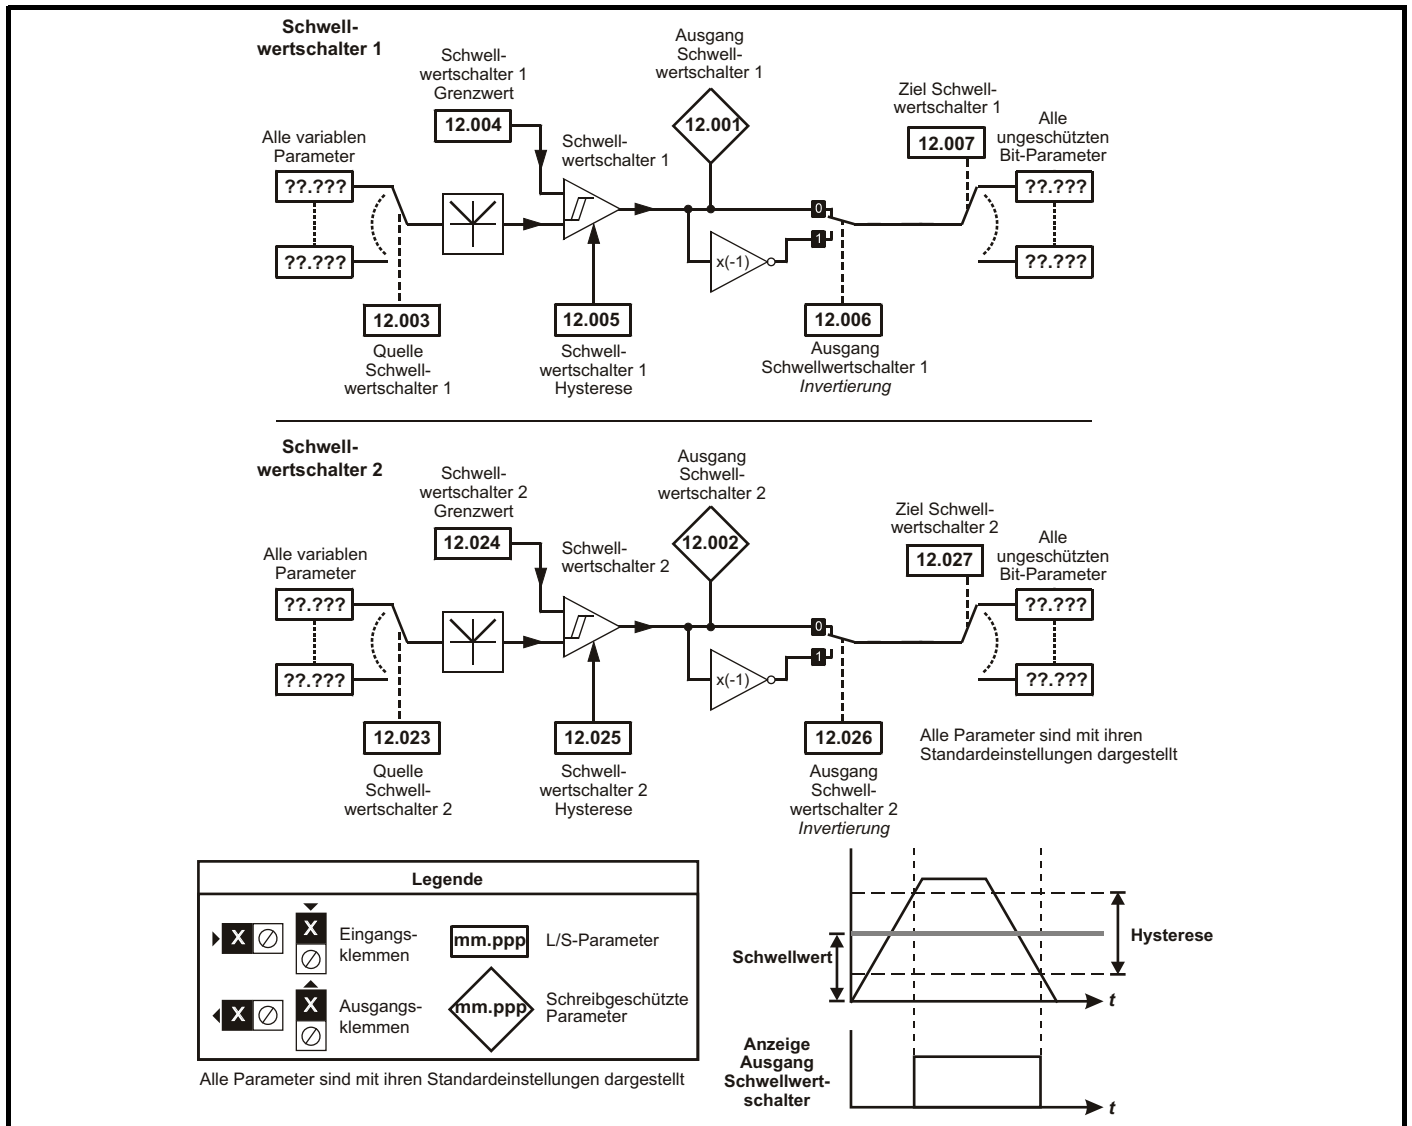 Schwell-
wertschalter 1
Schwell-
wertschalter 1
Grenzwert
12.004
Ausgang
Schwell-
wertschalter 1
12.001
Ziel Schwell-
wertschalter 1
12.007
Alle variablen
Parameter
??.???
??.???
Schwell-
wertschalter 1
Alle
ungeschützten
Bit-Parameter
??.???
??.???
0
1
x(-1)
12.003
Quelle
Schwell-
wertschalter 1
12.005
Schwell-
wertschalter 1
Hysterese
12.006
Ausgang
Schwellwertschalter 1
Invertierung
Schwell-
wertschalter 2
Schwell-
wertschalter 2
Grenzwert
12.024
Ausgang
Schwell-
wertschalter 2
12.002
Ziel Schwell-
wertschalter 2
12.027
Alle variablen
Parameter
??.???
??.???
Schwell-
wertschalter 2
Alle
ungeschützten
Bit-Parameter
??.???
??.???
0
1
x(-1)
12.023
Quelle
Schwell-
wertschalter 2
12.025
Schwell-
wertschalter 2
Hysterese
12.026
Ausgang
Schwell-
wertschalter 2
Invertierung
Alle Parameter sind mit ihren
Standardeinstellungen dargestellt
Legende
X
X
Eingangs-
klemmen
mm.ppp
L/S-Parameter
X
X
Ausgangs-
klemmen
mm.ppp
Schreibgeschützte
Parameter
Alle Parameter sind mit ihren Standardeinstellungen dargestellt
Schwellwert
Hysterese
t
Anzeige
Ausgang
Schwellwert-
schalter
t